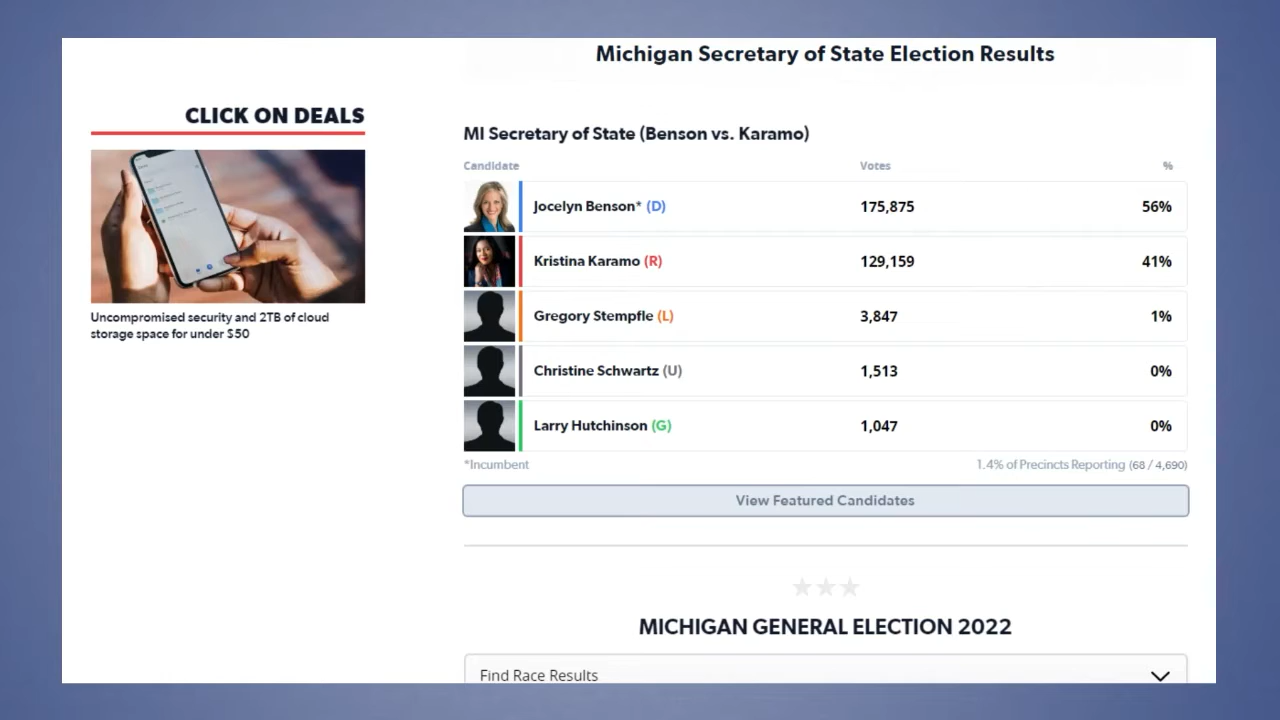 Michigan Secretary of State Election Results
CLICK ON DEALS
Uncompromised security and 2TB of cloud
storage space for under $50
MI Secretary of State (Benson vs. Karamo)
Candidate Votes %
Jocelyn Benson* (D) 175,875 56%
Kristina Karamo (R) 129,159 41%
Gregory Stempfle (L) 3,847 1%
Christine Schwartz (U) 1,513 0%
Larry Hutchinson (G) 1,047 0%
*Incumbent 1.4% of Precincts Reporting (68 / 4,690)
View Featured Candidates
MICHIGAN GENERAL ELECTION 2022
Find Race Results